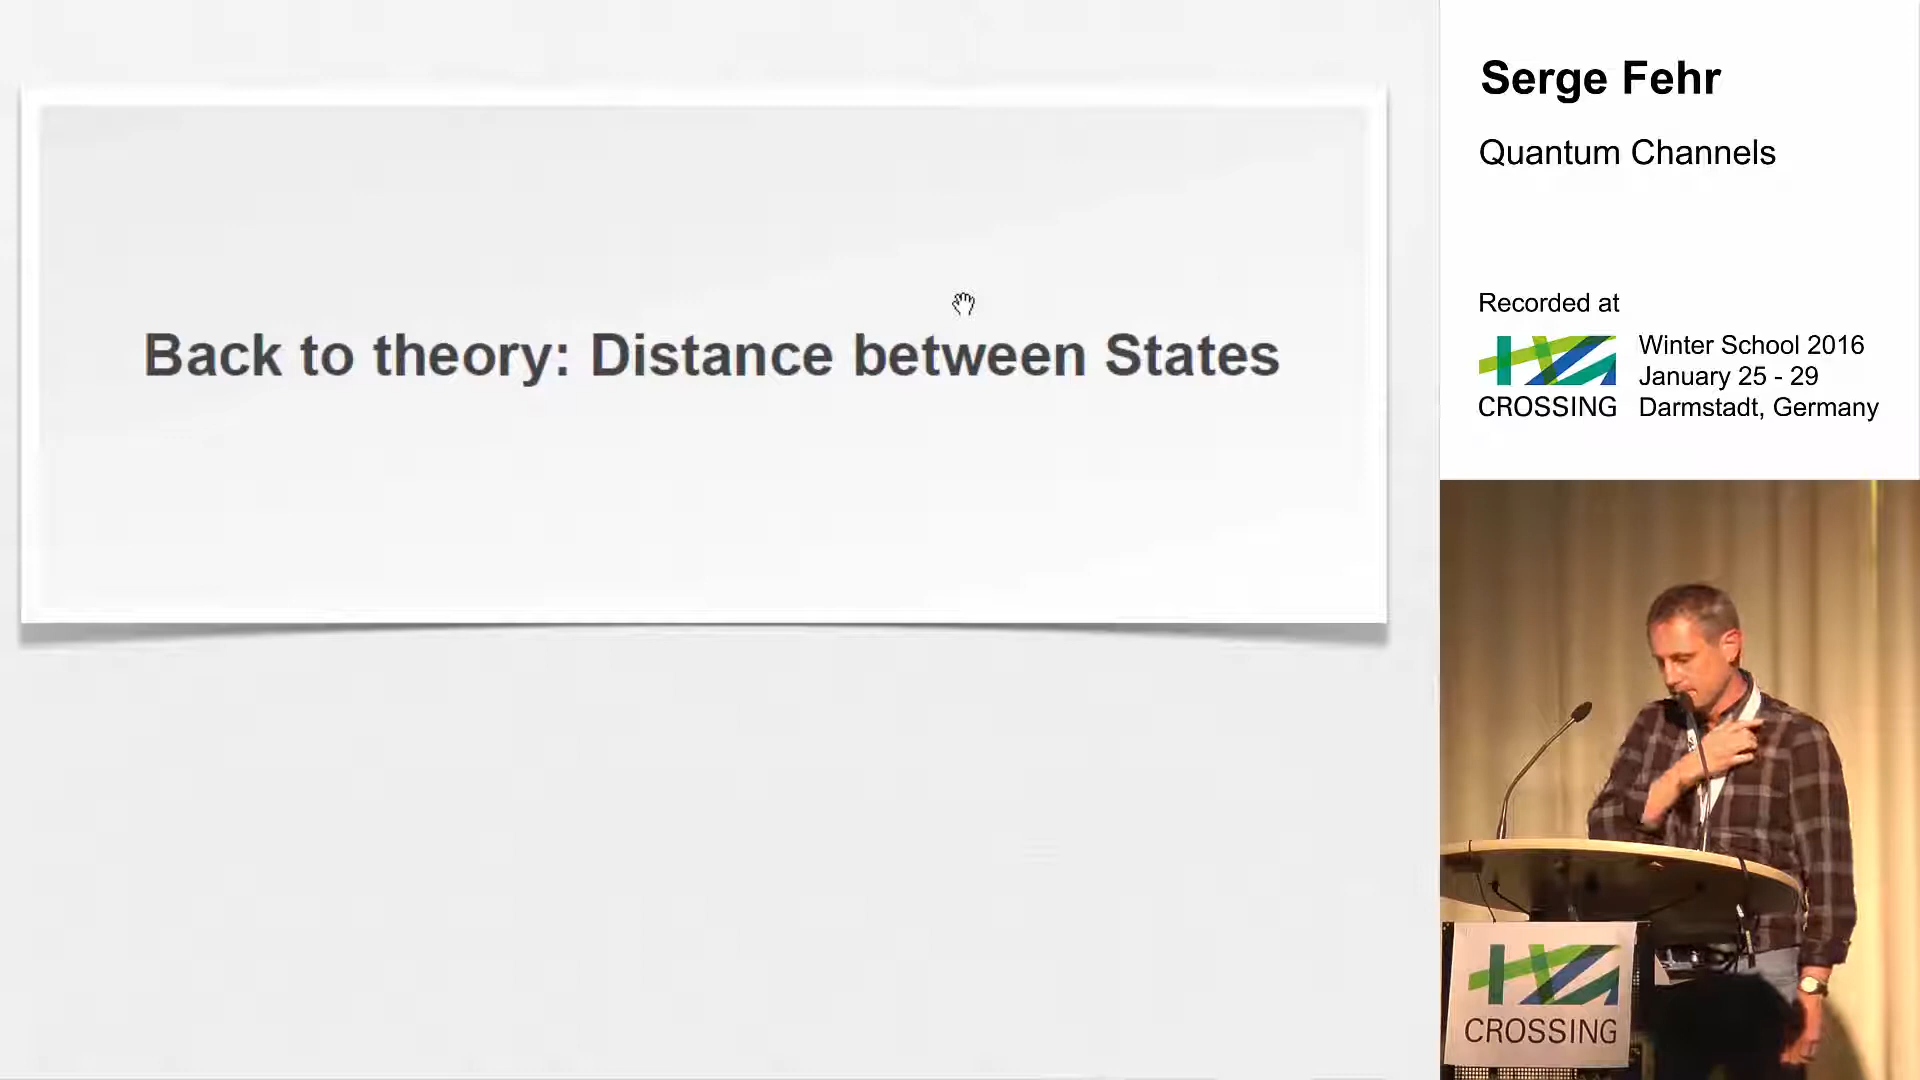 Back to theory: Distance between States
Serge Fehr
Quantum Channels
Recorded at
CROSSING
Winter School 2016
January 25 - 29
Darmstadt, Germany
CROSSING